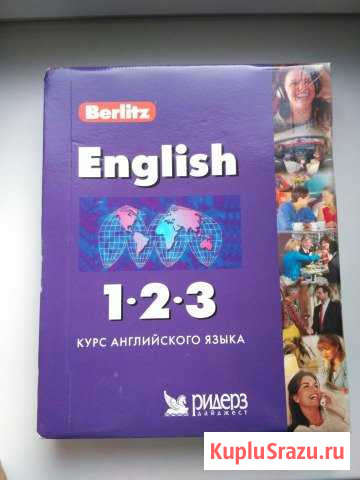 Berlitz
English
1·2·3
КУРС АНГЛИЙСКОГО ЯЗЫКА
РИДЕРЗ
ДАЙДЖЕСТ
KupluSrazu.ru